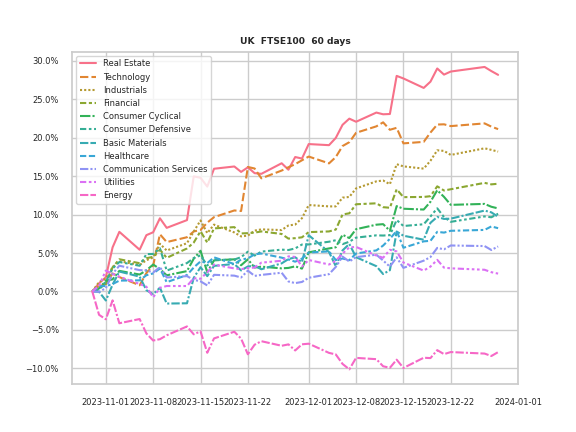 UK FTSE100 60 days
30.0%
25.0%
20.0%
15.0%
10.0%
5.0%
0.0%
−5.0%
−10.0%
Real Estate
Technology
Industrials
Financial
Consumer Cyclical
Consumer Defensive
Basic Materials
Healthcare
Communication Services
Utilities
Energy
2023-11-01
2023-11-08
2023-11-15
2023-11-22
2023-12-01
2023-12-08
2023-12-15
2023-12-22
2024-01-01